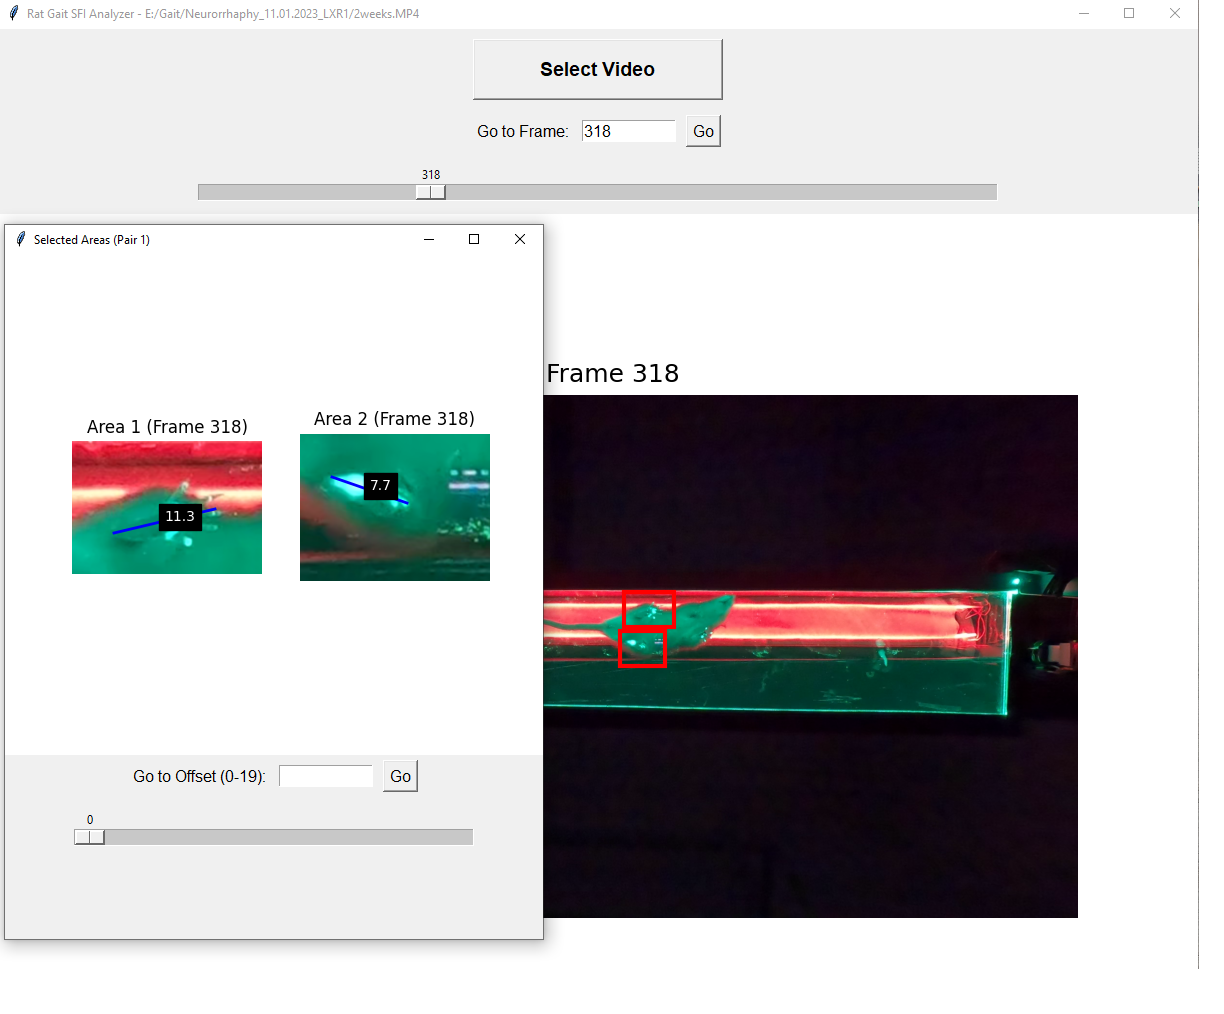 Rat Gait SFI Analyzer - E:/Gait/Neurorrhaphy_11.01.2023_LXR1/2weeks.MP4
Select Video
Go to Frame: 318 Go
318
Selected Areas (Pair 1)
Frame 318
Area 1 (Frame 318)
Area 2 (Frame 318)
11.3
7.7
Go to Offset (0-19): Go
0